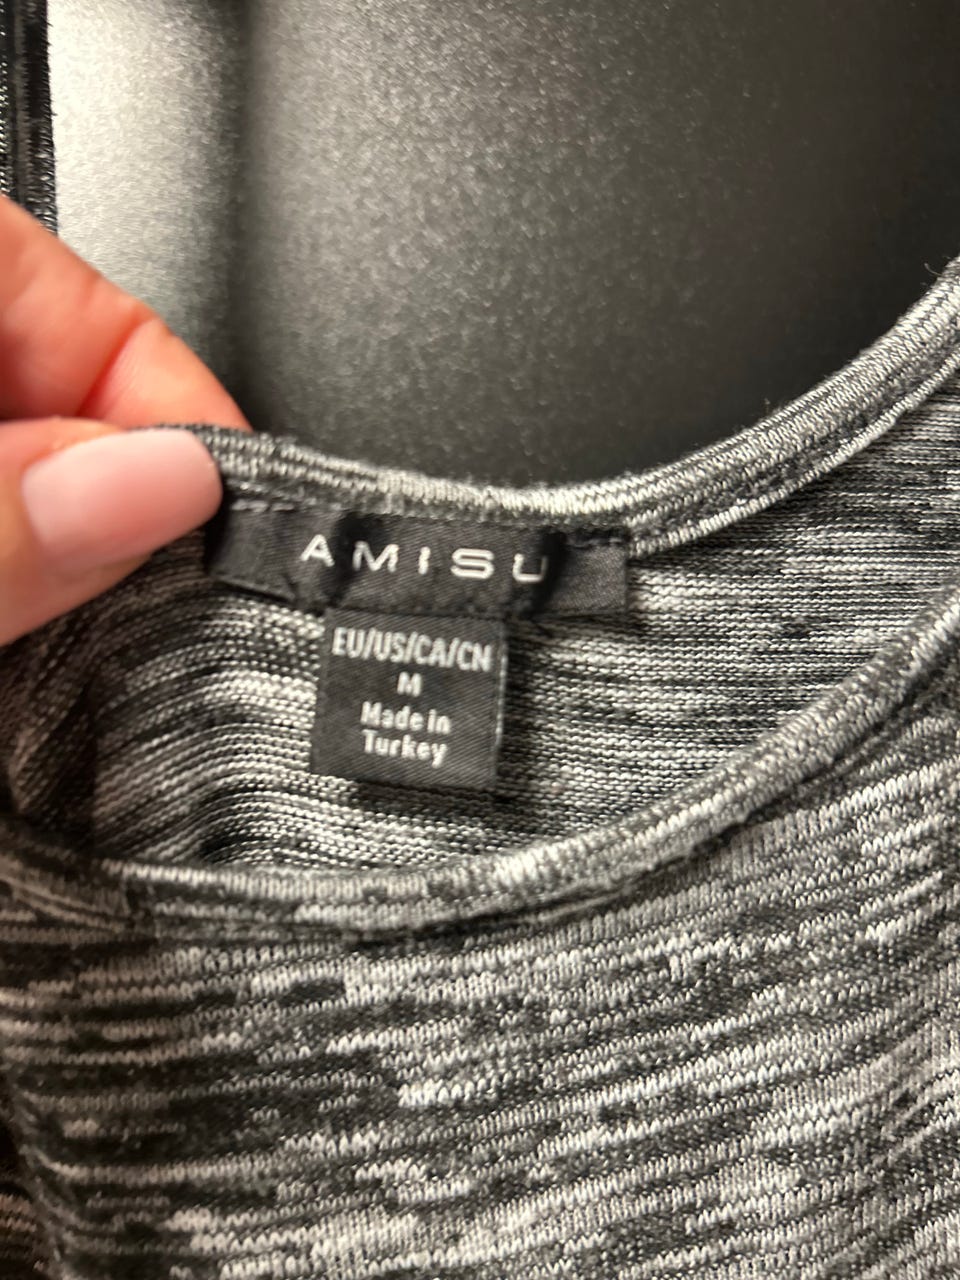 AMISU
EU/US/CA/CN
M
Made in
Turkey